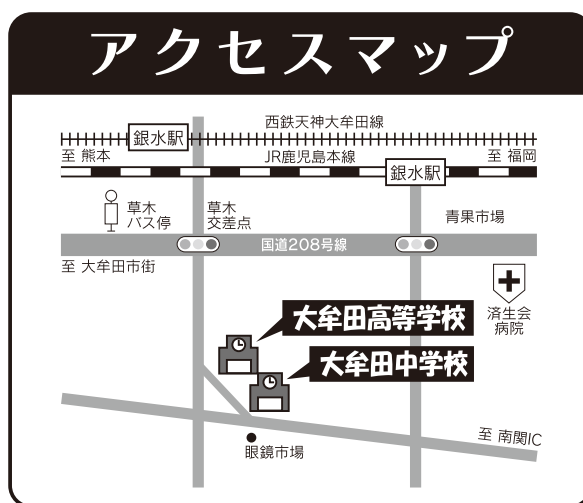 アクセスマップ
西鉄天神大牟田線
銀水駅
至 熊本
JR鹿児島本線
至 福岡
銀水駅
草木
バス停
草木
交差点
青果市場
国道208号線
至 大牟田市街
済生会
病院
大牟田高等学校
大牟田中学校
至 南関IC
眼鏡市場